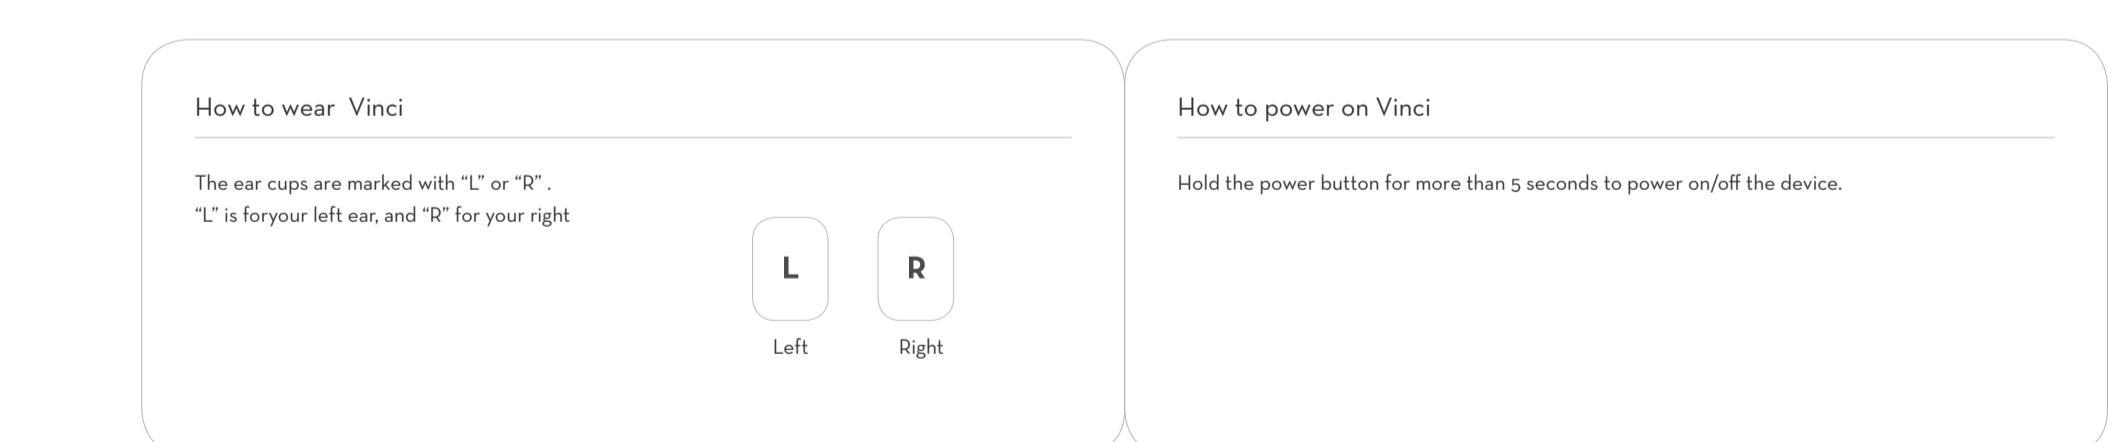 How to wear  Vinci
The ear cups are marked with “L” or “R” .
“L” is foryour left ear, and “R” for your right
L
R
Left
Right
How to power on Vinci
Hold the power button for more than 5 seconds to power on/off the device.